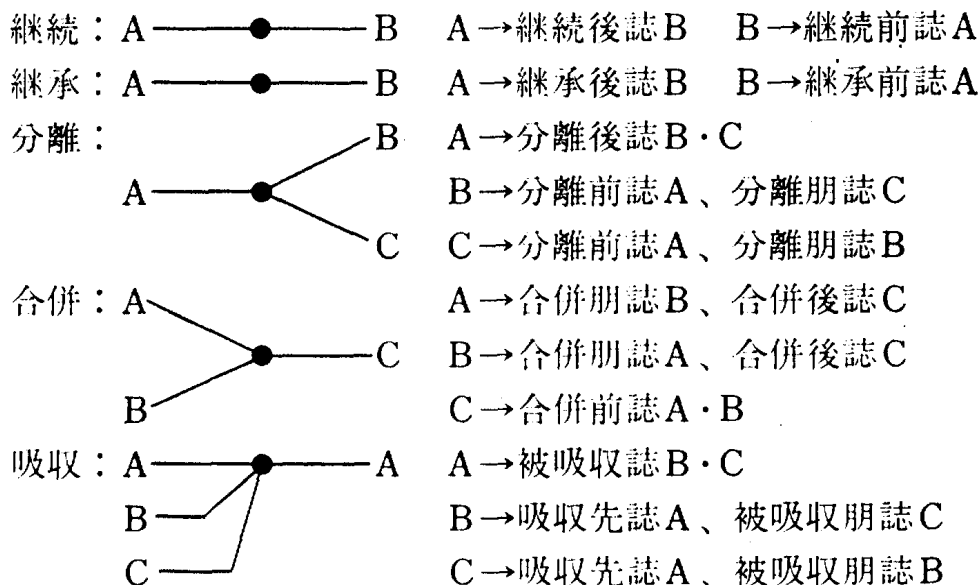 継続：A B A→継続後誌B B→継続前誌A
継承：A B A→継承後誌B B→継承前誌A
分離： B A→分離後誌B・C
A B→分離前誌A、分離朋誌C
C C→分離前誌A、分離朋誌B
合併：A A→合併朋誌B、合併後誌C
C B→合併朋誌A、合併後誌C
B C→合併前誌A・B
吸収：A A A→被吸収誌B・C
B B→吸収先誌A、被吸収朋誌C
C C→吸収先誌A、被吸収朋誌B